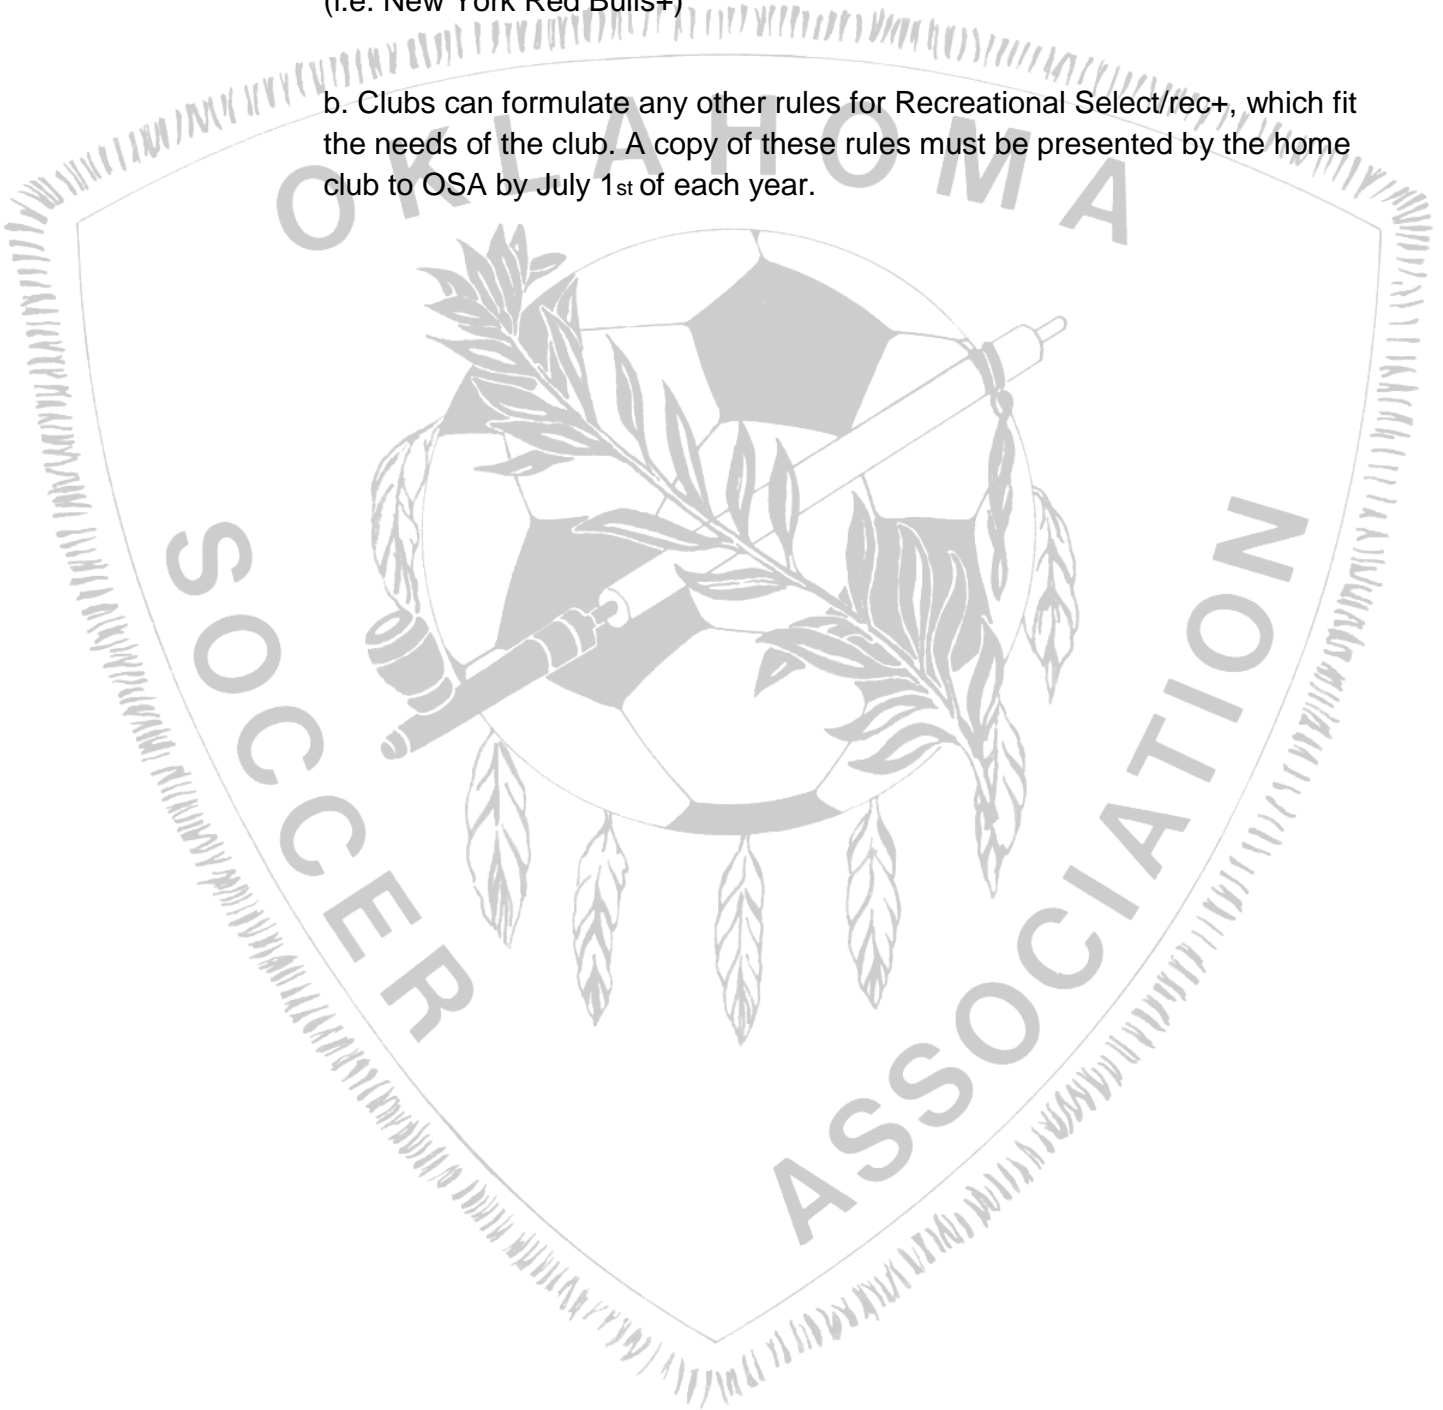 (i.e. New York Red Bulls+)
b. Clubs can formulate any other rules for Recreational Select/rec+, which fit
the needs of the club. A copy of these rules must be presented by the home
club to OSA by July 1st of each year.
OKLAHOMA
SOCCER
ASSOCIATION